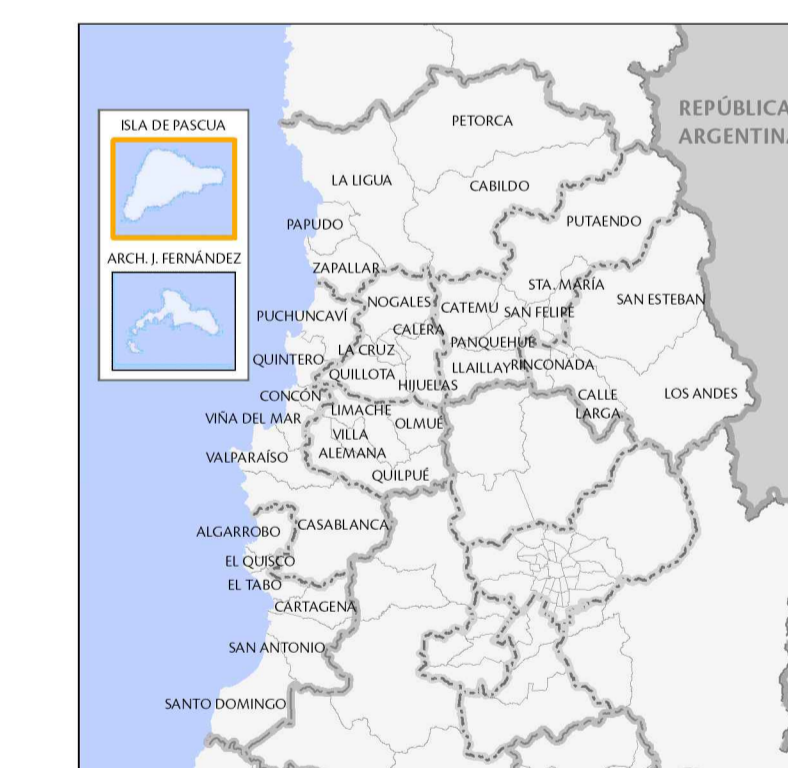 REPÚBLICA
ARGENTINA
ISLA DE PASCUA
ARCH. J. FERNÁNDEZ
PETORCA
LA LIGUA
CABILDO
PAPUDO
PUTAENDO
ZAPALLAR
STA. MARÍA
SAN ESTEBAN
NOGALES
CATEMU
SAN FELIPE
PUCHUNCAVÍ
CALERA
PANQUEHUE
LA CRUZ
QUINTERO
LLAILLAY
RINCONADA
QUILLOTA
HIJUELAS
CONCÓN
CALLE
LARGA
LOS ANDES
LIMACHE
VIÑA DEL MAR
OLMUÉ
VILLA
ALEMANA
VALPARAÍSO
QUILPUÉ
CASABLANCA
ALGARROBO
EL QUISCO
EL TABO
CARTAGENA
SAN ANTONIO
SANTO DOMINGO